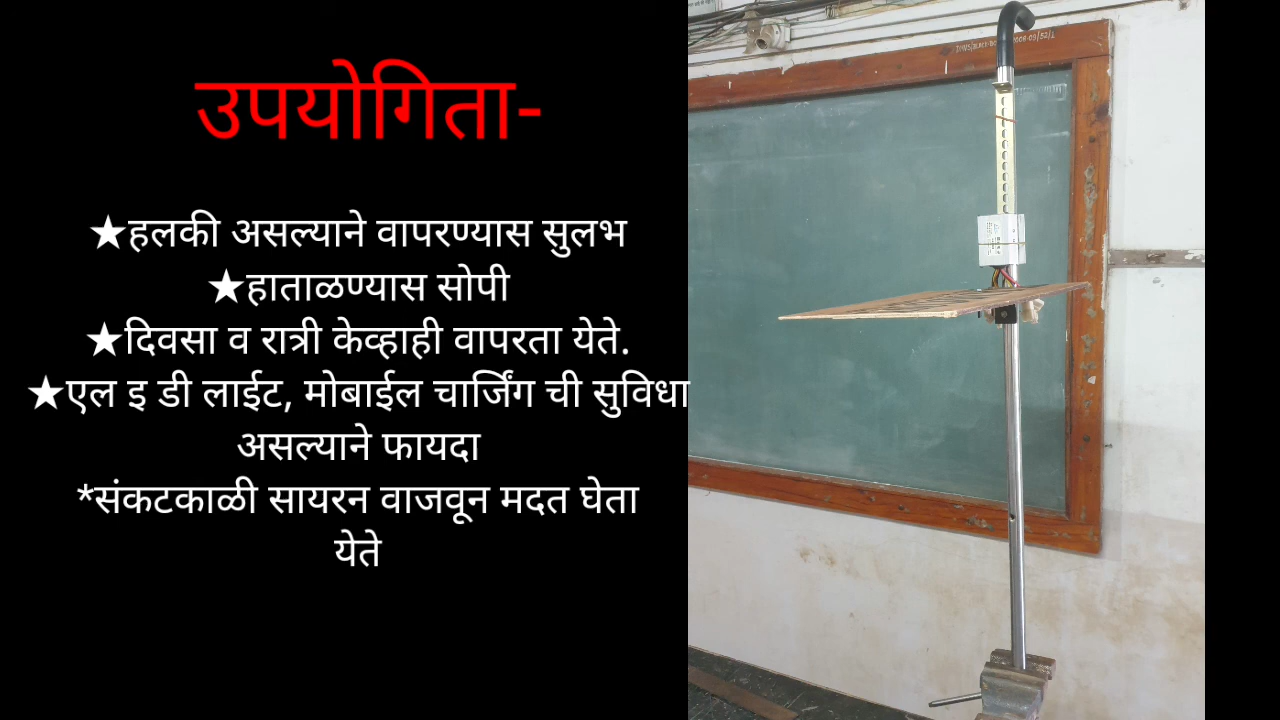 उपयोगिता-
★हलकी असल्याने वापरण्यास सुलभ
★हाताळण्यास सोपी
★दिवसा व रात्री केव्हाही वापरता येते.
★एल इ डी लाईट, मोबाईल चार्जिंग ची सुविधा
असल्याने फायदा
*संकटकाळी सायरन वाजवून मदत घेता
येते